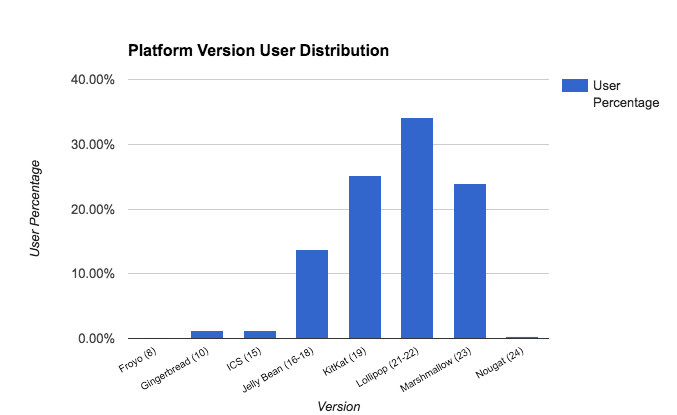 Platform Version User Distribution
40.00%
30.00%
20.00%
10.00%
0.00%
User Percentage
Froyo (8)
Gingerbread (10)
ICS (15)
Jelly Bean (16-18)
KitKat (19)
Lollipop (21-22)
Marshmallow (23)
Nougat (24)
Version
User
Percentage